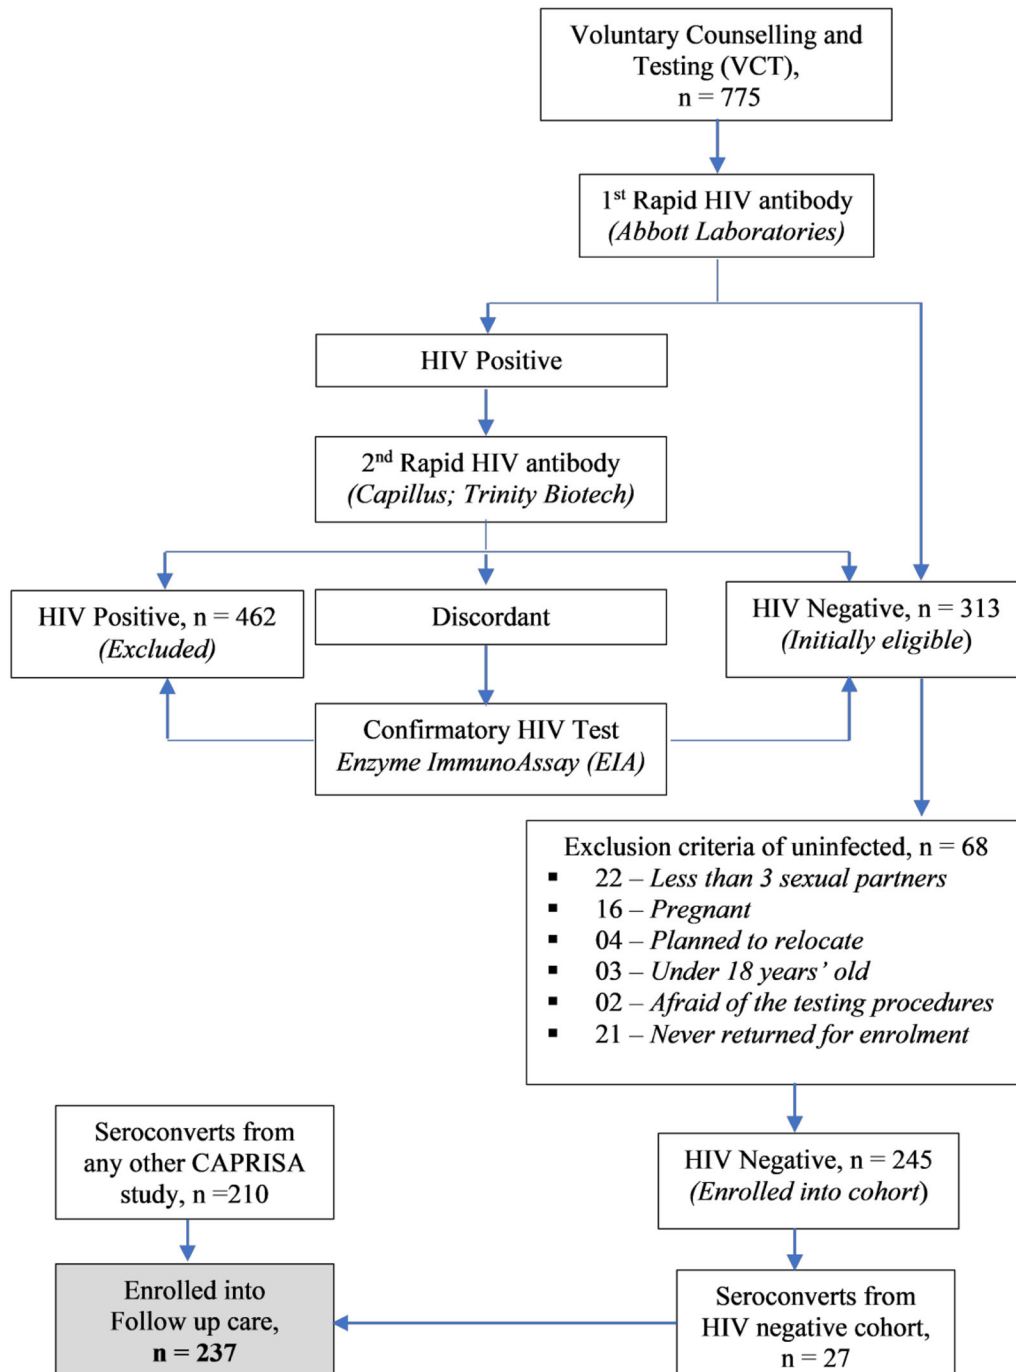 Voluntary Counselling and
Testing (VCT),
n = 775
1st Rapid HIV antibody
(Abbott Laboratories)
HIV Positive
2nd Rapid HIV antibody
(Capillus; Trinity Biotech)
HIV Positive, n = 462
(Excluded)
Discordant
HIV Negative, n = 313
(Initially eligible)
Confirmatory HIV Test
Enzyme ImmunoAssay (EIA)
Exclusion criteria of uninfected, n = 68
▪ 22 – Less than 3 sexual partners
▪ 16 – Pregnant
▪ 04 – Planned to relocate
▪ 03 – Under 18 years’ old
▪ 02 – Afraid of the testing procedures
▪ 21 – Never returned for enrolment
Seroconverts from
any other CAPRISA
study, n =210
HIV Negative, n = 245
(Enrolled into cohort)
Enrolled into
Follow up care,
n = 237
Seroconverts from
HIV negative cohort,
n = 27